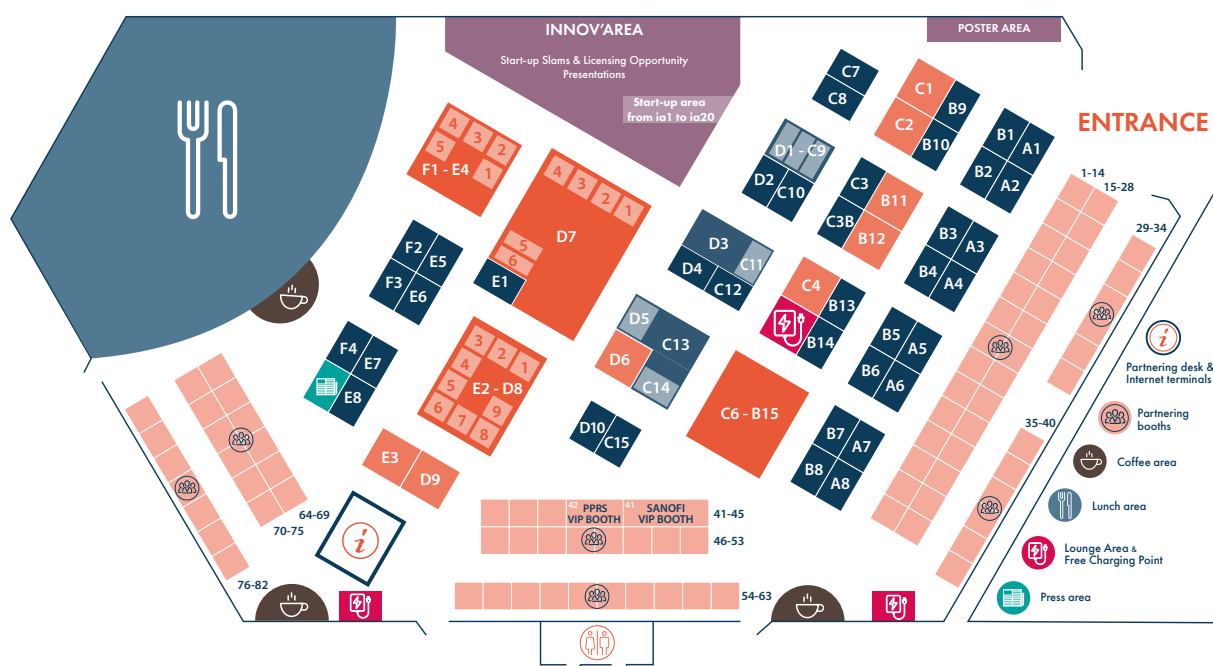 INNOV'AREA
Start-up Slams & Licensing Opportunity
Presentations
Start-up area
from ia1 to ia20
POSTER AREA
ENTRANCE
C7
C8
C1
C2
B9
B10
B1
A1
B2
A2
D1 - C9
D2
C10
C3
B11
C3B
B12
B3
A3
B4
A4
4
3
2
5
1
F1 - E4
4
3
2
1
D7
5
6
E1
F2
E5
F3
E6
D3
C11
D4
C12
C4
B13
B14
B5
A5
B6
A6
D5
C13
D6
C14
F4
E7
E8
3
2
1
4
E2 - D8
5
9
6
7
8
C6 - B15
D10
C15
B7
A7
B8
A8
E3
D9
1-14
15-28
29-34
35-40
i
i
42
PPRS
VIP BOOTH
41
SANOFI
VIP BOOTH
41-45
46-53
54-63
64-69
70-75
76-82
Partnering desk &
Internet terminals
Partnering
booths
Coffee area
Lunch area
Lounge Area &
Free Charging Point
Press area